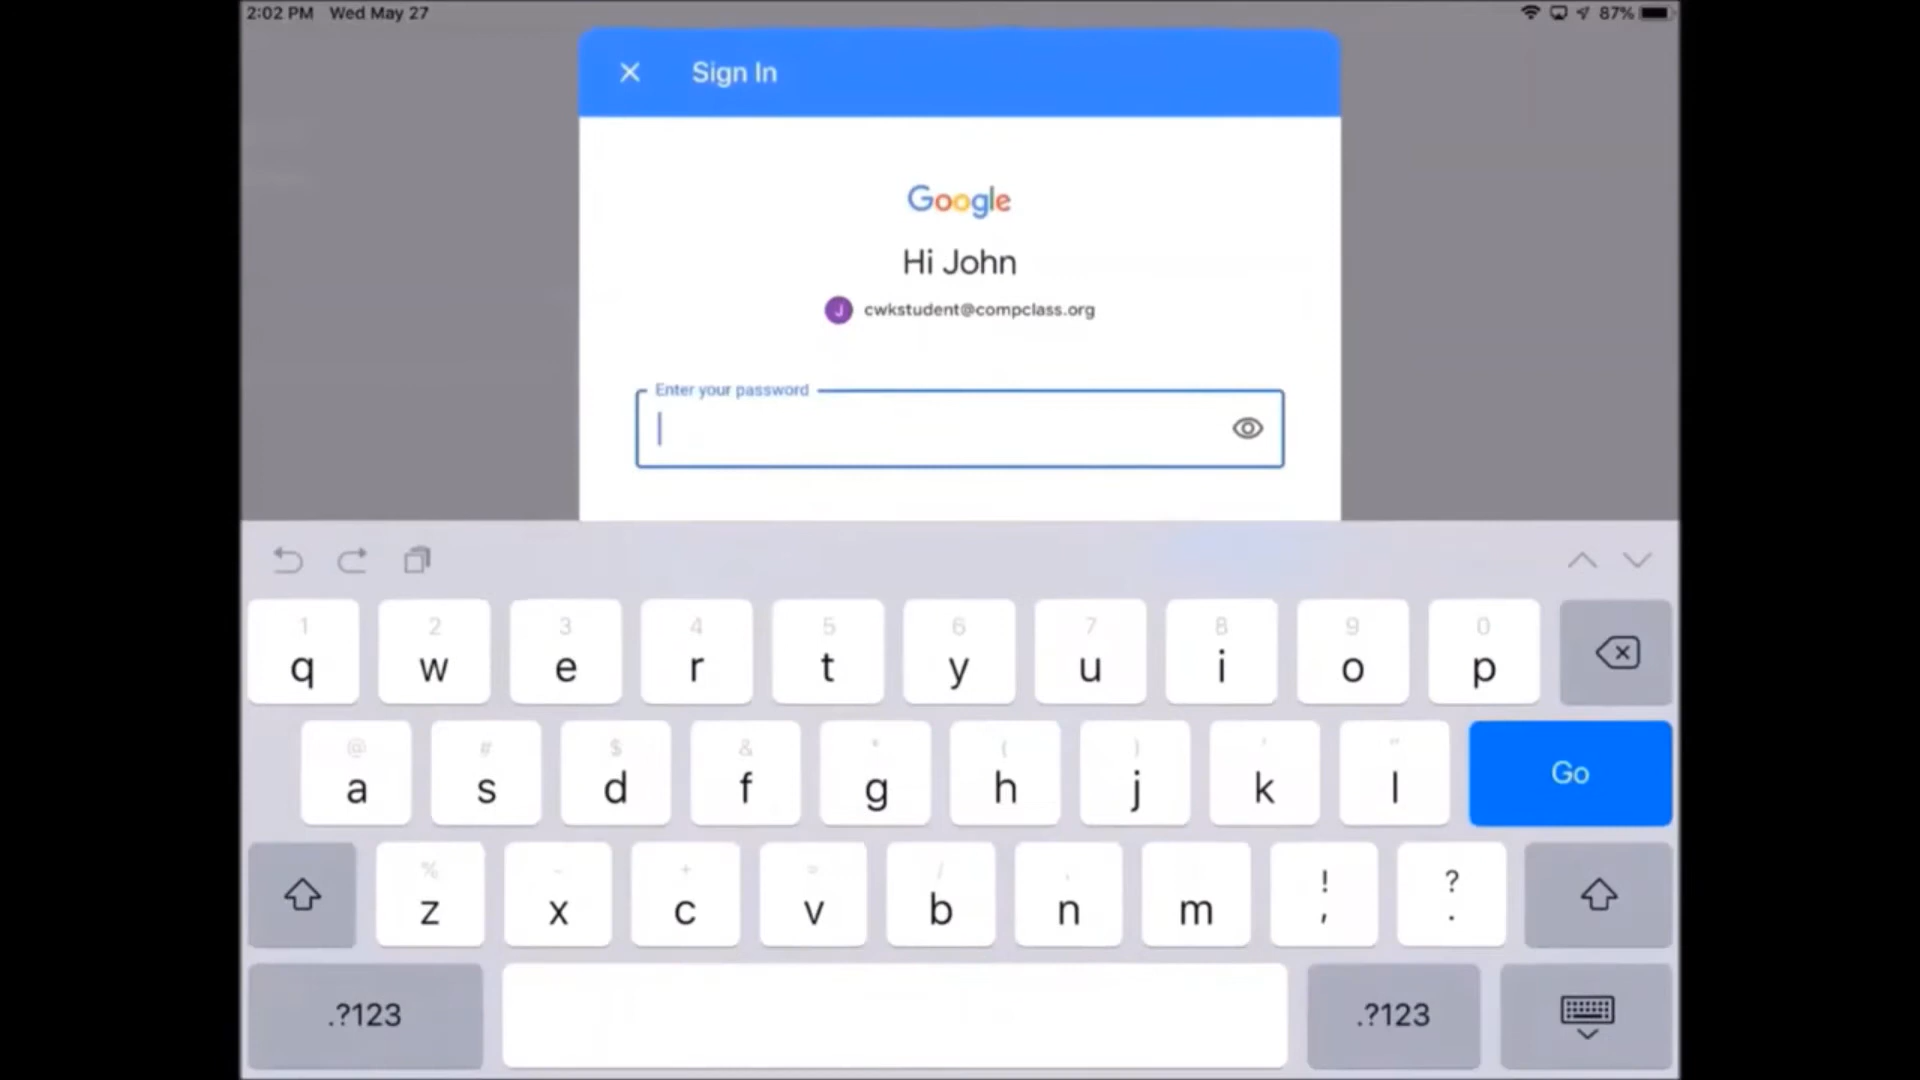 2:02 PM Wed May 27 87%
Sign In
Google
Hi John
J cwkstudent@compclass.org
Enter your password
1 2 3 4 5 6 7 8 9 0
q w e r t y u i o p
@ # $ & * ( ) ' "
a s d f g h j k l Go
% - + = /
z x c v b n m ! , ? .
.?123 .?123